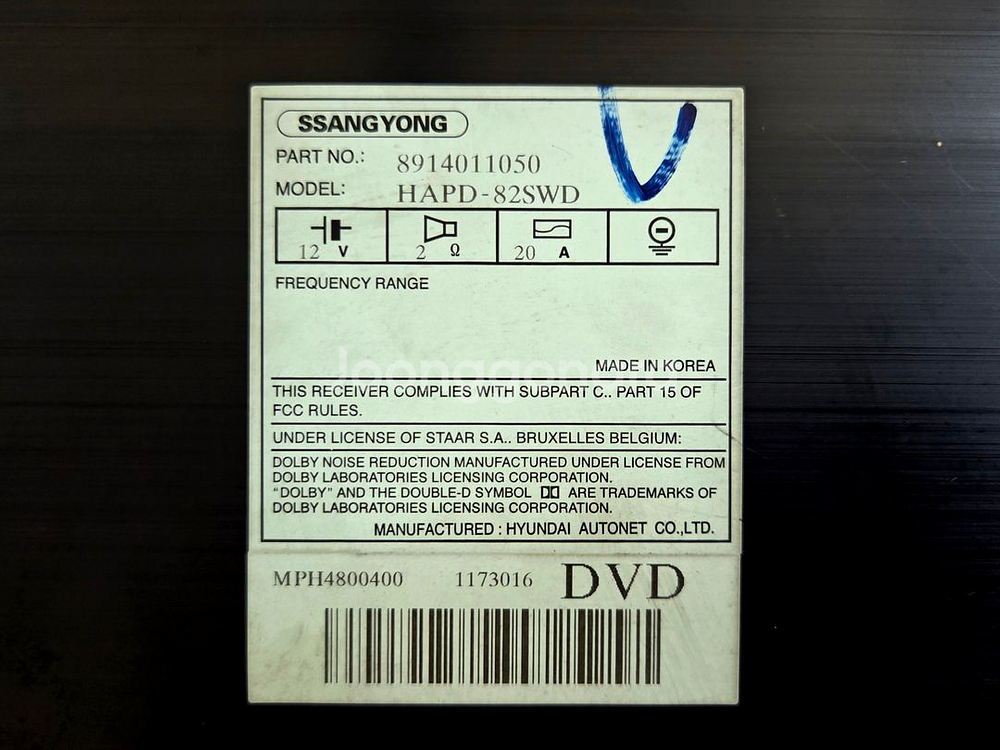 SSANGYONG
PART NO.: 8914011050
MODEL: HAPD-82SWD
12 V 2 Ω 20 A
FREQUENCY RANGE
MADE IN KOREA
THIS RECEIVER COMPLIES WITH SUBPART C.. PART 15 OF
FCC RULES.
UNDER LICENSE OF STAAR S.A.. BRUXELLES BELGIUM:
DOLBY NOISE REDUCTION MANUFACTURED UNDER LICENSE FROM
DOLBY LABORATORIES LICENSING CORPORATION.
“DOLBY” AND THE DOUBLE-D SYMBOL ARE TRADEMARKS OF
DOLBY LABORATORIES LICENSING CORPORATION.
MANUFACTURED : HYUNDAI AUTONET CO.,LTD.
MPH4800400 1173016 DVD